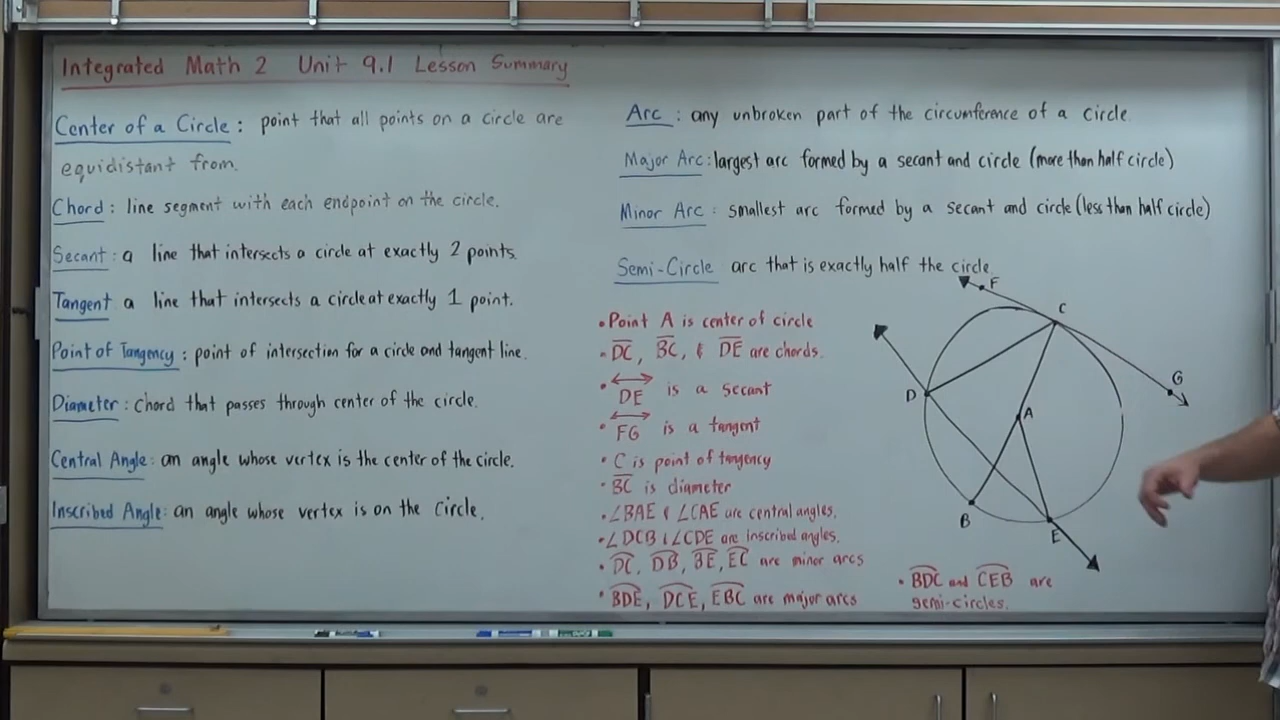 Integrated Math 2 Unit 9.1 Lesson Summary
Center of a Circle: point that all points on a circle are
equidistant from.
Chord: line segment with each endpoint on the circle.
Secant: a line that intersects a circle at exactly 2 points.
Tangent a line that intersects a circle at exactly 1 point.
Point of Tangency: point of intersection for a circle and tangent line.
Diameter: Chord that passes through center of the circle.
Central Angle: an angle whose vertex is the center of the circle.
Inscribed Angle: an angle whose vertex is on the Circle.
Arc: any unbroken part of the circumference of a circle
Major Arc: largest arc formed by a secant and circle (more than half circle)
Minor Arc: smallest arc formed by a secant and circle (less than half circle)
Semi-Circle arc that is exactly half the circle
• Point A is center of circle
• D̅C̅, B̅C̅, & D̅E̅ are chords.
• ⟷DE is a secant
• ⟷FG is a tangent
• C is point of tangency
• B̅C̅ is diameter
• ∠BAE & ∠CAE are central angles.
• ∠DCB & ∠CDE are inscribed angles.
• ⌒DC, ⌒DB, ⌒BE, ⌒EC are minor arcs
• ⌒BDE, ⌒DCE, ⌒EBC are major arcs
• ⌒BDC and ⌒CEB are
semi-circles.
F
C
G
D
A
B
E